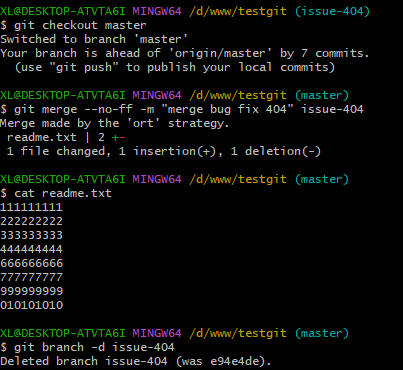 XL@DESKTOP-ATVTA6I MINGW64 /d/www/testgit (issue-404)
$ git checkout master
Switched to branch 'master'
Your branch is ahead of 'origin/master' by 7 commits.
  (use "git push" to publish your local commits)

XL@DESKTOP-ATVTA6I MINGW64 /d/www/testgit (master)
$ git merge --no-ff -m "merge bug fix 404" issue-404
Merge made by the 'ort' strategy.
 readme.txt | 2 +-
 1 file changed, 1 insertion(+), 1 deletion(-)

XL@DESKTOP-ATVTA6I MINGW64 /d/www/testgit (master)
$ cat readme.txt
111111111
222222222
333333333
444444444
666666666
777777777
999999999
010101010

XL@DESKTOP-ATVTA6I MINGW64 /d/www/testgit (master)
$ git branch -d issue-404
Deleted branch issue-404 (was e94e4de).